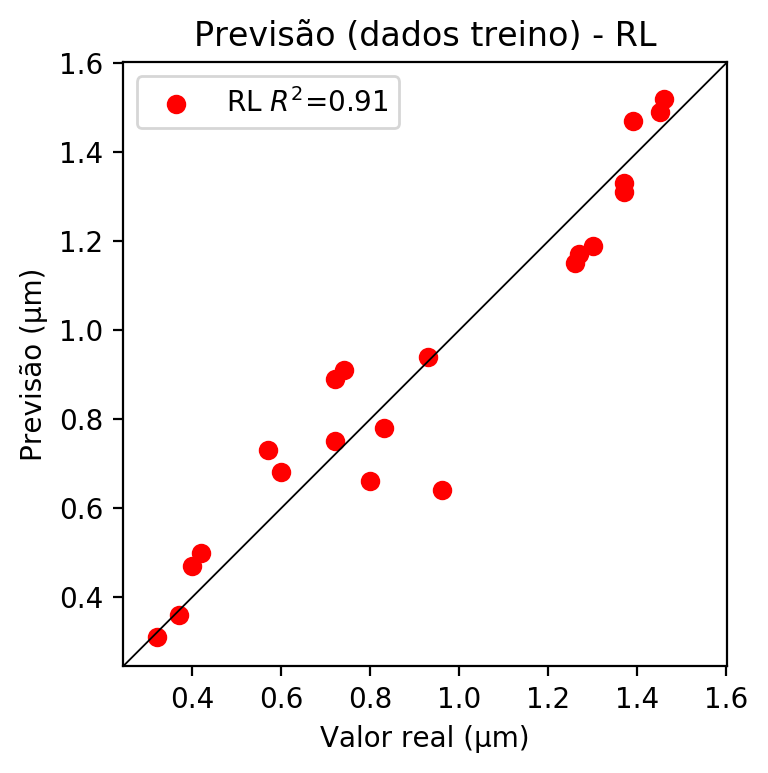 Previsão (dados treino) - RL
RL R²=0.91
Previsão (µm)
1.6
1.4
1.2
1.0
0.8
0.6
0.4
0.4 0.6 0.8 1.0 1.2 1.4 1.6
Valor real (µm)